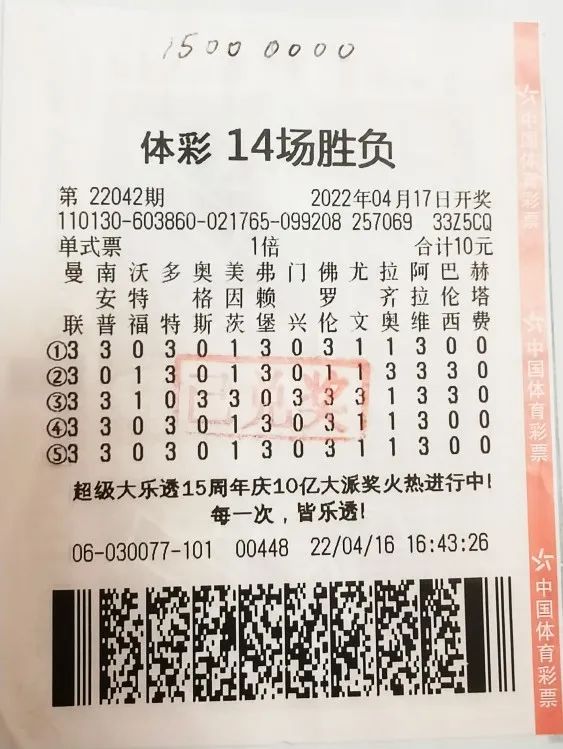 15000000
体彩 14场胜负
第 22042期 2022年04月17日开奖
110130-603860-021765-099208 257069 33Z5CQ
单式票 1倍 合计10元
曼 南 沃 多 奥 美 弗 门 佛 尤 拉 阿 巴 赫
安 特 格 因 赖 罗 齐 拉 伦 塔
联 普 福 特 斯 茨 堡 兴 伦 文 奥 维 西 费
①3 3 0 3 0 1 3 0 3 1 1 3 0 0
②3 0 1 3 0 1 3 0 1 1 3 3 3 0
③3 3 1 0 3 3 0 3 3 3 1 3 0 0
④3 3 0 3 0 1 3 0 3 1 1 3 0 0
⑤3 3 0 3 0 1 3 0 3 1 1 3 0 0
已兑奖
超级大乐透15周年庆10亿大派奖火热进行中!
每一次，皆乐透!
06-030077-101 00448 22/04/16 16:43:26
中国体育彩票
中国体育彩票
中国体育彩票